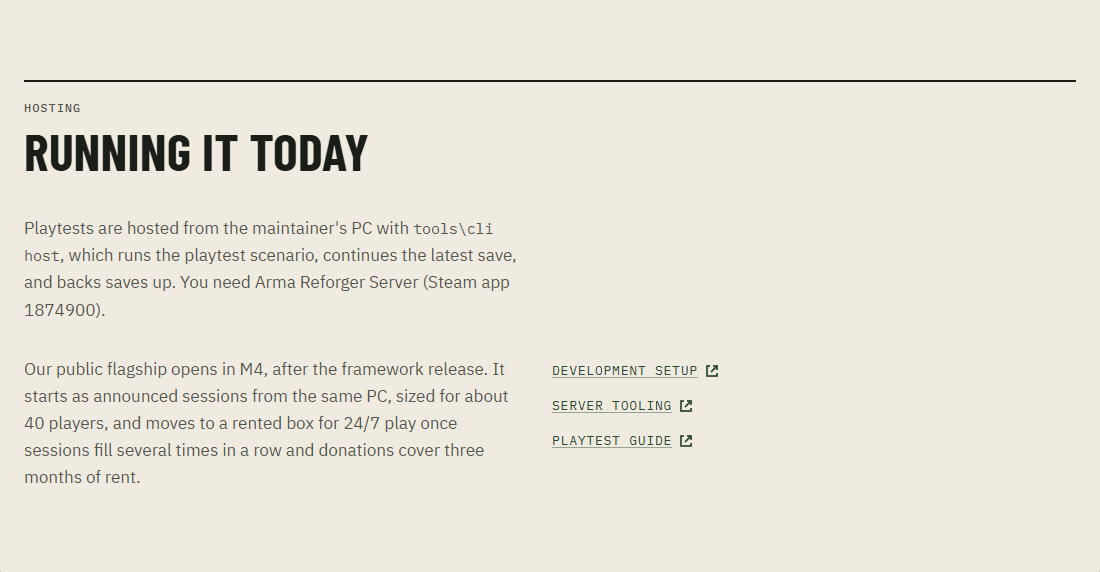 HOSTING
RUNNING IT TODAY
Playtests are hosted from the maintainer's PC with tools\cli
host, which runs the playtest scenario, continues the latest save,
and backs saves up. You need Arma Reforger Server (Steam app
1874900).
Our public flagship opens in M4, after the framework release. It
starts as announced sessions from the same PC, sized for about
40 players, and moves to a rented box for 24/7 play once
sessions fill several times in a row and donations cover three
months of rent.
DEVELOPMENT SETUP
SERVER TOOLING
PLAYTEST GUIDE